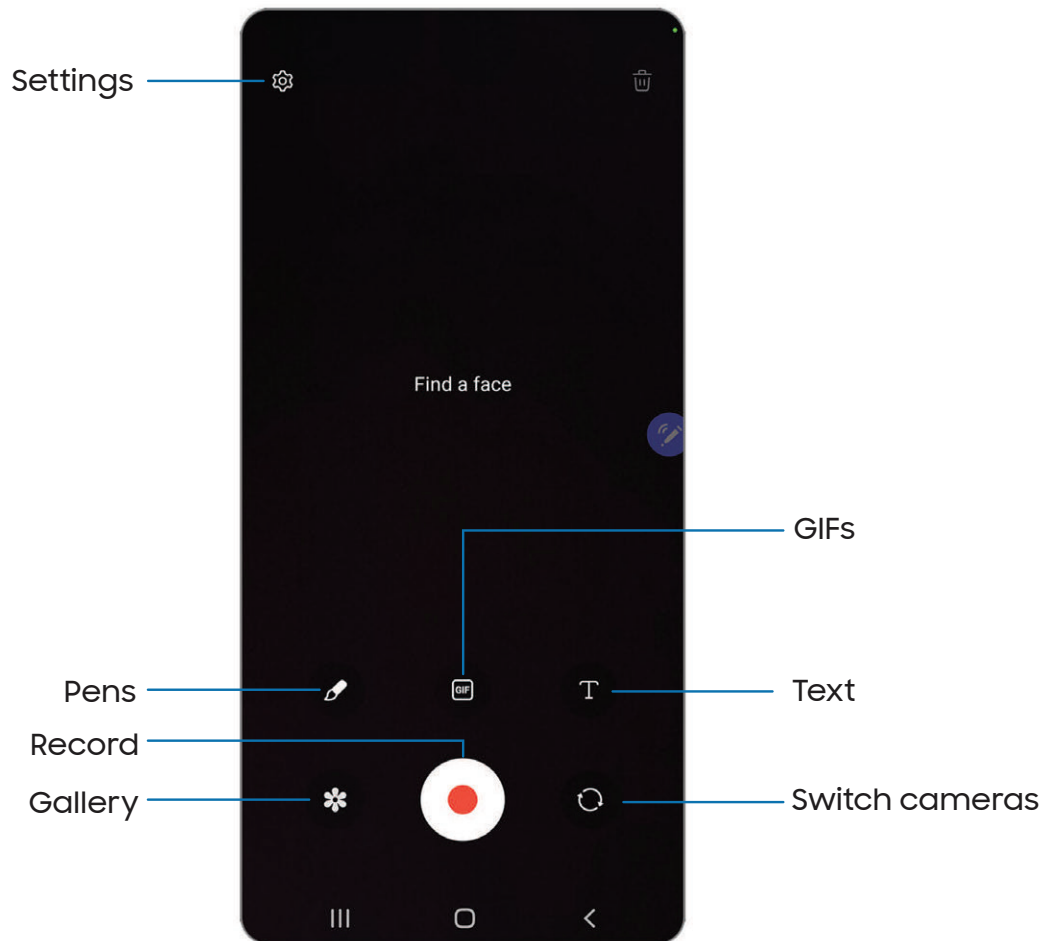 Settings
Find a face
GIFs
Pens
GIF
T
Text
Record
Gallery
Switch cameras